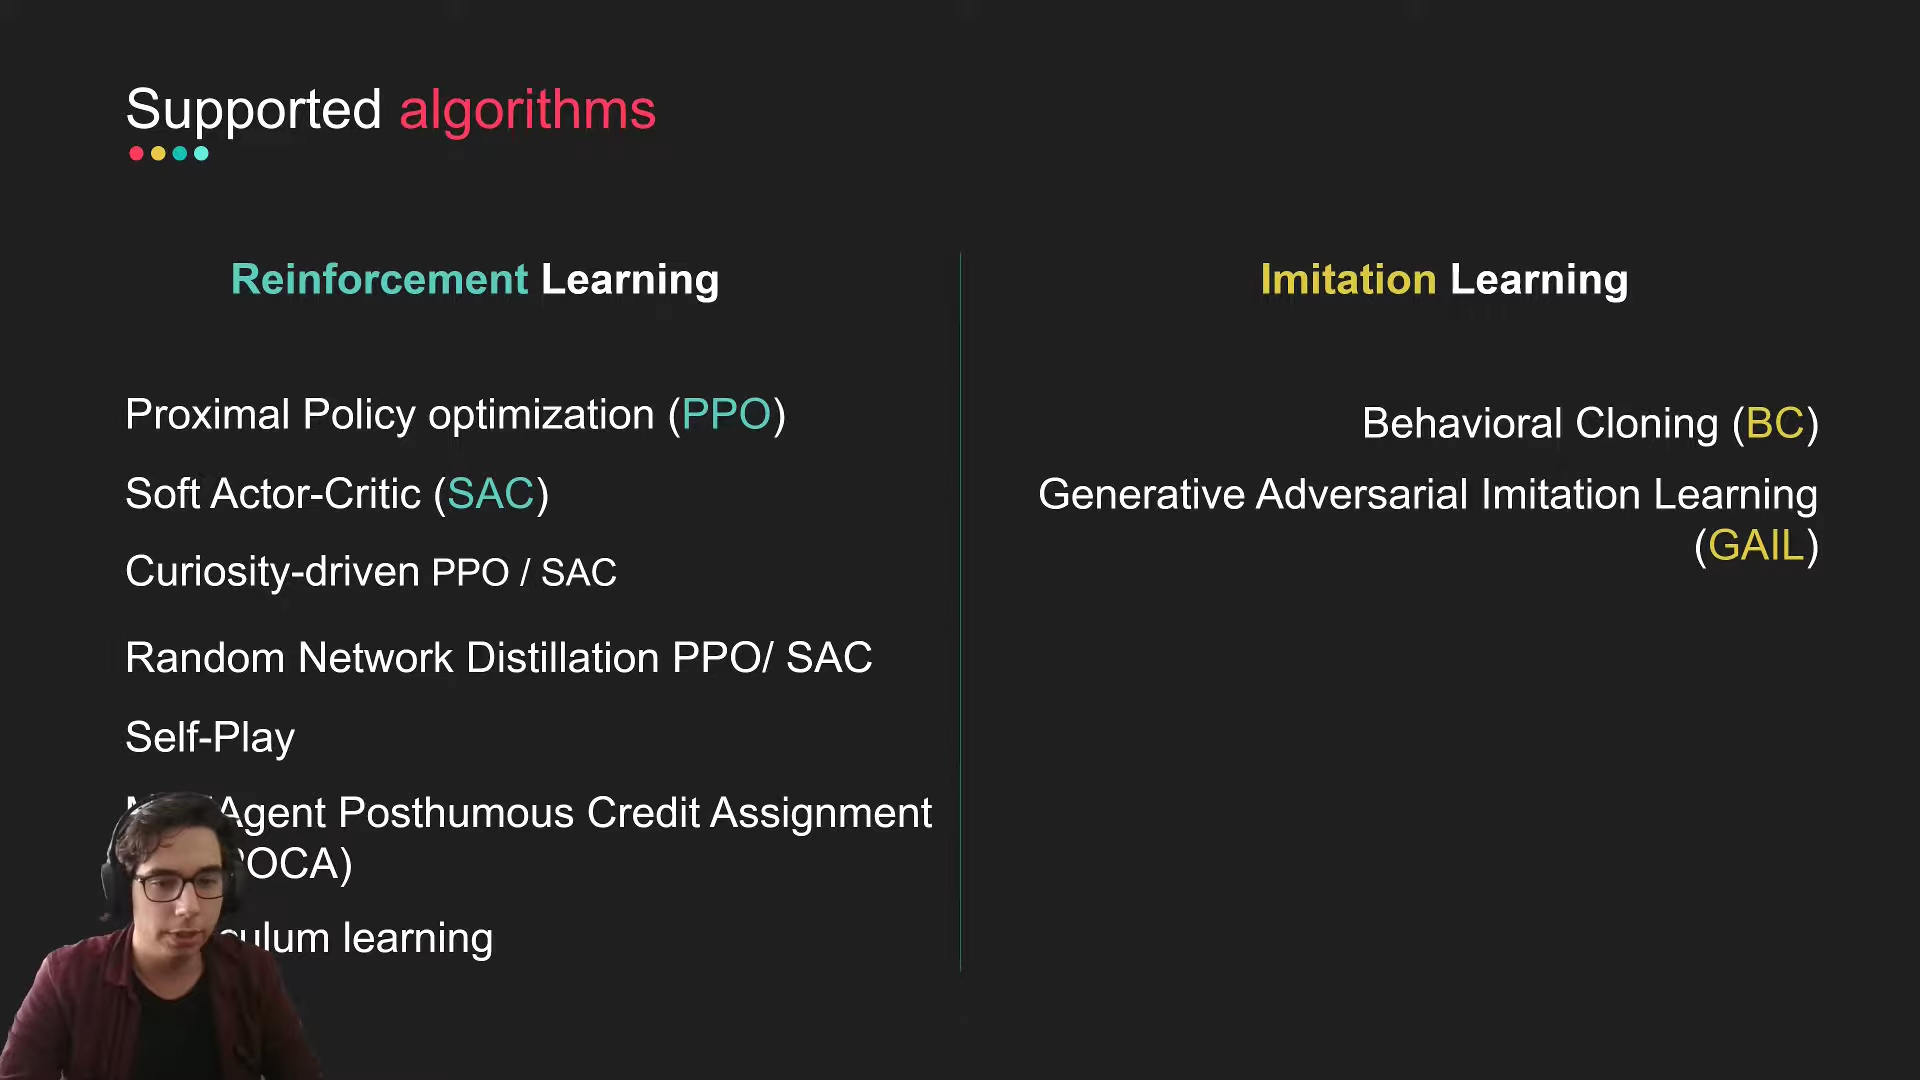 Supported algorithms
Reinforcement Learning
Proximal Policy optimization (PPO)
Soft Actor-Critic (SAC)
Curiosity-driven PPO / SAC
Random Network Distillation PPO/ SAC
Self-Play
Agent Posthumous Credit Assignment
POCA)
learning
Imitation Learning
Behavioral Cloning (BC)
Generative Adversarial Imitation Learning
(GAIL)